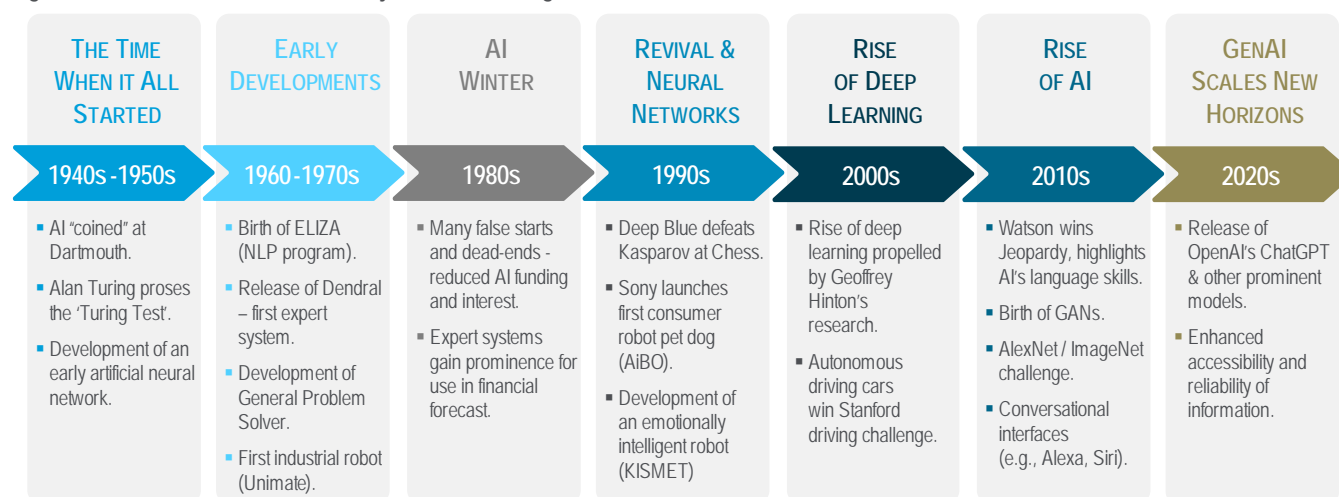 THE TIME
WHEN IT ALL
STARTED
1940s -1950s
▪ AI “coined” at
Dartmouth.
▪ Alan Turing proses
the ‘Turing Test’.
▪ Development of an
early artificial neural
network.
EARLY
DEVELOPMENTS
1960 -1970s
▪ Birth of ELIZA
(NLP program).
▪ Release of Dendral
– first expert
system.
▪ Development of
General Problem
Solver.
▪ First industrial robot
(Unimate).
AI
WINTER
1980s
▪ Many false starts
and dead-ends -
reduced AI funding
and interest.
▪ Expert systems
gain prominence for
use in financial
forecast.
REVIVAL &
NEURAL
NETWORKS
1990s
▪ Deep Blue defeats
Kasparov at Chess.
▪ Sony launches
first consumer
robot pet dog
(AiBO).
▪ Development of
an emotionally
intelligent robot
(KISMET)
RISE
OF DEEP
LEARNING
2000s
▪ Rise of deep
learning propelled
by Geoffrey
Hinton’s
research.
▪ Autonomous
driving cars
win Stanford
driving challenge.
RISE
OF AI
2010s
▪ Watson wins
Jeopardy, highlights
AI’s language skills.
▪ Birth of GANs.
▪ AlexNet / ImageNet
challenge.
▪ Conversational
interfaces
(e.g., Alexa, Siri).
GENAI
SCALES NEW
HORIZONS
2020s
▪ Release of
OpenAI’s ChatGPT
& other prominent
models.
▪ Enhanced
accessibility and
reliability of
information.